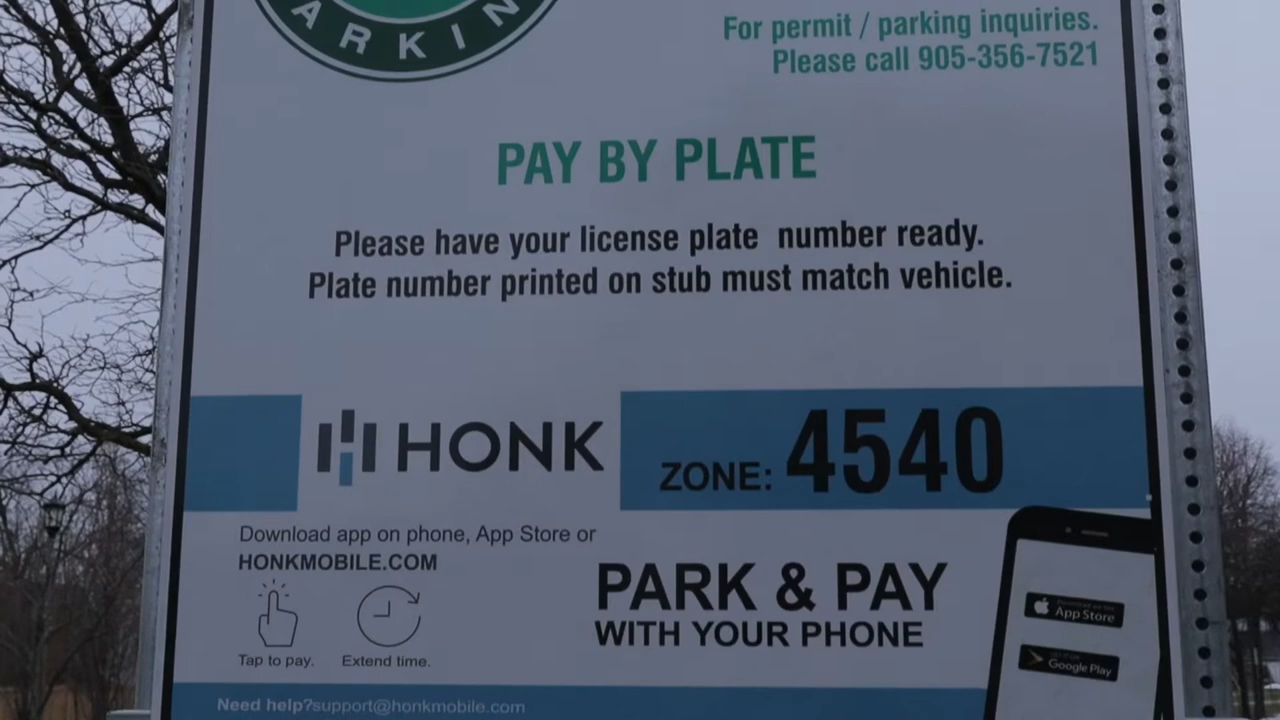 PARKING
For permit / parking inquiries.
Please call 905-356-7521
PAY BY PLATE
Please have your license plate number ready.
Plate number printed on stub must match vehicle.
HONK
ZONE: 4540
Download app on phone, App Store or
HONKMOBILE.COM
Tap to pay.
Extend time.
PARK & PAY
WITH YOUR PHONE
App Store
Google Play
Need help?support@honkmobile.com